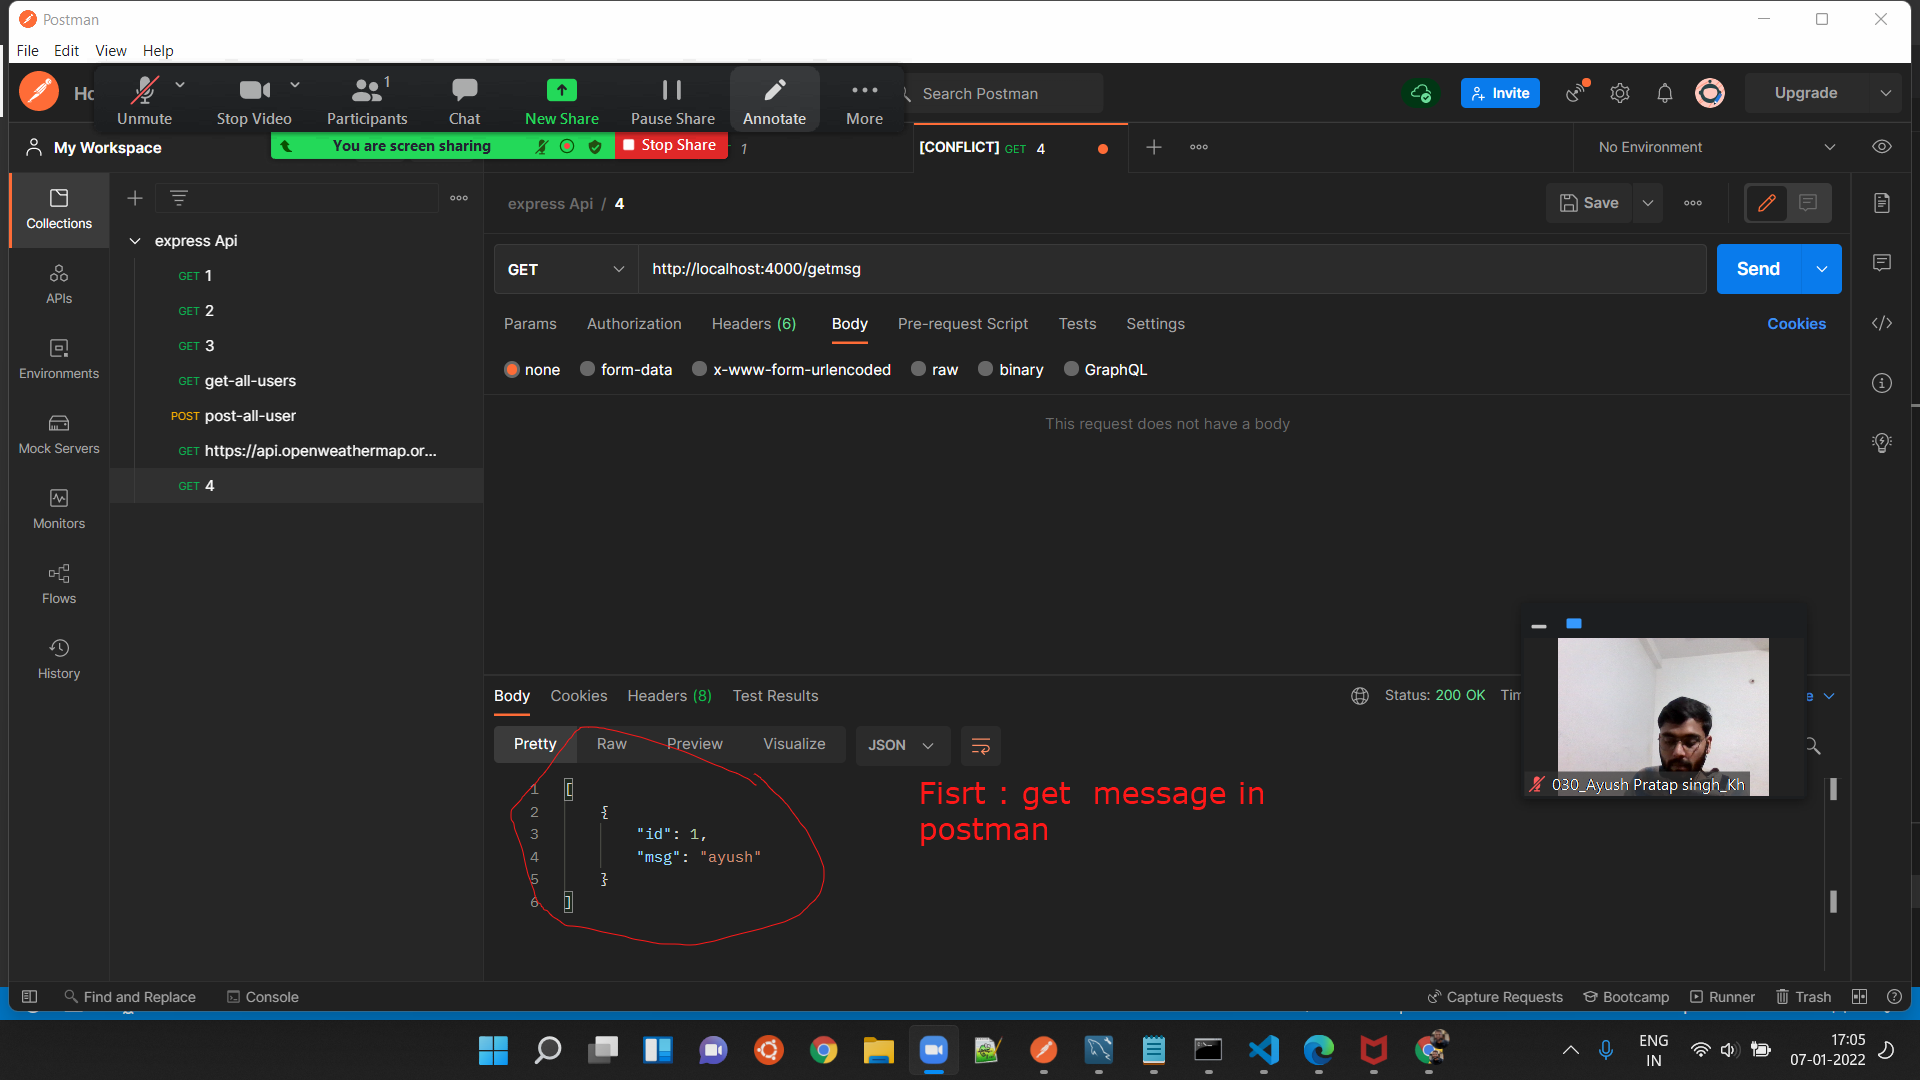 Postman
File Edit View Help
Unmute
Stop Video
Participants 1
Chat
New Share
Pause Share
Annotate
More
Search Postman
Invite
Upgrade
My Workspace
You are screen sharing
Stop Share
1
[CONFLICT] GET 4
No Environment
Collections
APIs
Environments
Mock Servers
Monitors
Flows
History
express Api
GET 1
GET 2
GET 3
GET get-all-users
POST post-all-user
GET https://api.openweathermap.or...
GET 4
express Api / 4
Save
GET http://localhost:4000/getmsg
Send
Params Authorization Headers (6) Body Pre-request Script Tests Settings Cookies
none form-data x-www-form-urlencoded raw binary GraphQL
This request does not have a body
Body Cookies Headers (8) Test Results
Status: 200 OK
Pretty Raw Preview Visualize JSON
1 [
2 {
3 "id": 1,
4 "msg": "ayush"
5 }
6 ]
Fisrt : get message in
postman
030_Ayush Pratap singh_Kh
Find and Replace Console
Capture Requests Bootcamp Runner Trash
ENG
IN
17:05
07-01-2022